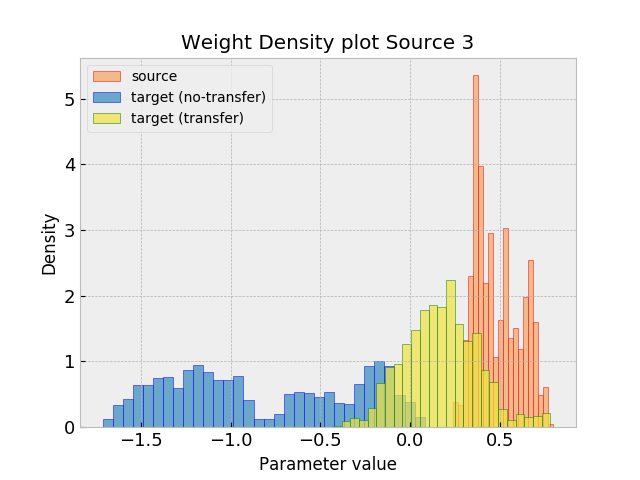 Weight Density plot Source 3
source
target (no-transfer)
target (transfer)
Density
5
4
3
2
1
0
−1.5 −1.0 −0.5 0.0 0.5
Parameter value